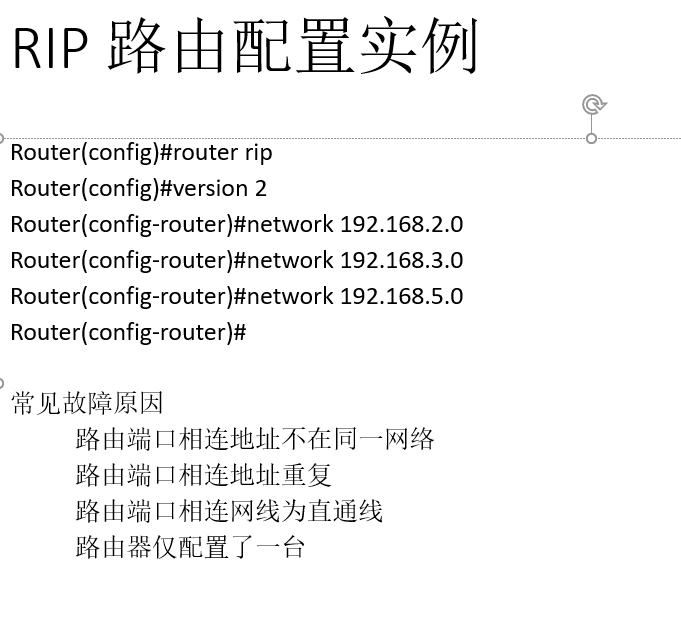 RIP 路由配置实例
Router(config)#router rip
Router(config)#version 2
Router(config-router)#network 192.168.2.0
Router(config-router)#network 192.168.3.0
Router(config-router)#network 192.168.5.0
Router(config-router)#
常见故障原因
路由端口相连地址不在同一网络
路由端口相连地址重复
路由端口相连网线为直通线
路由器仅配置了一台